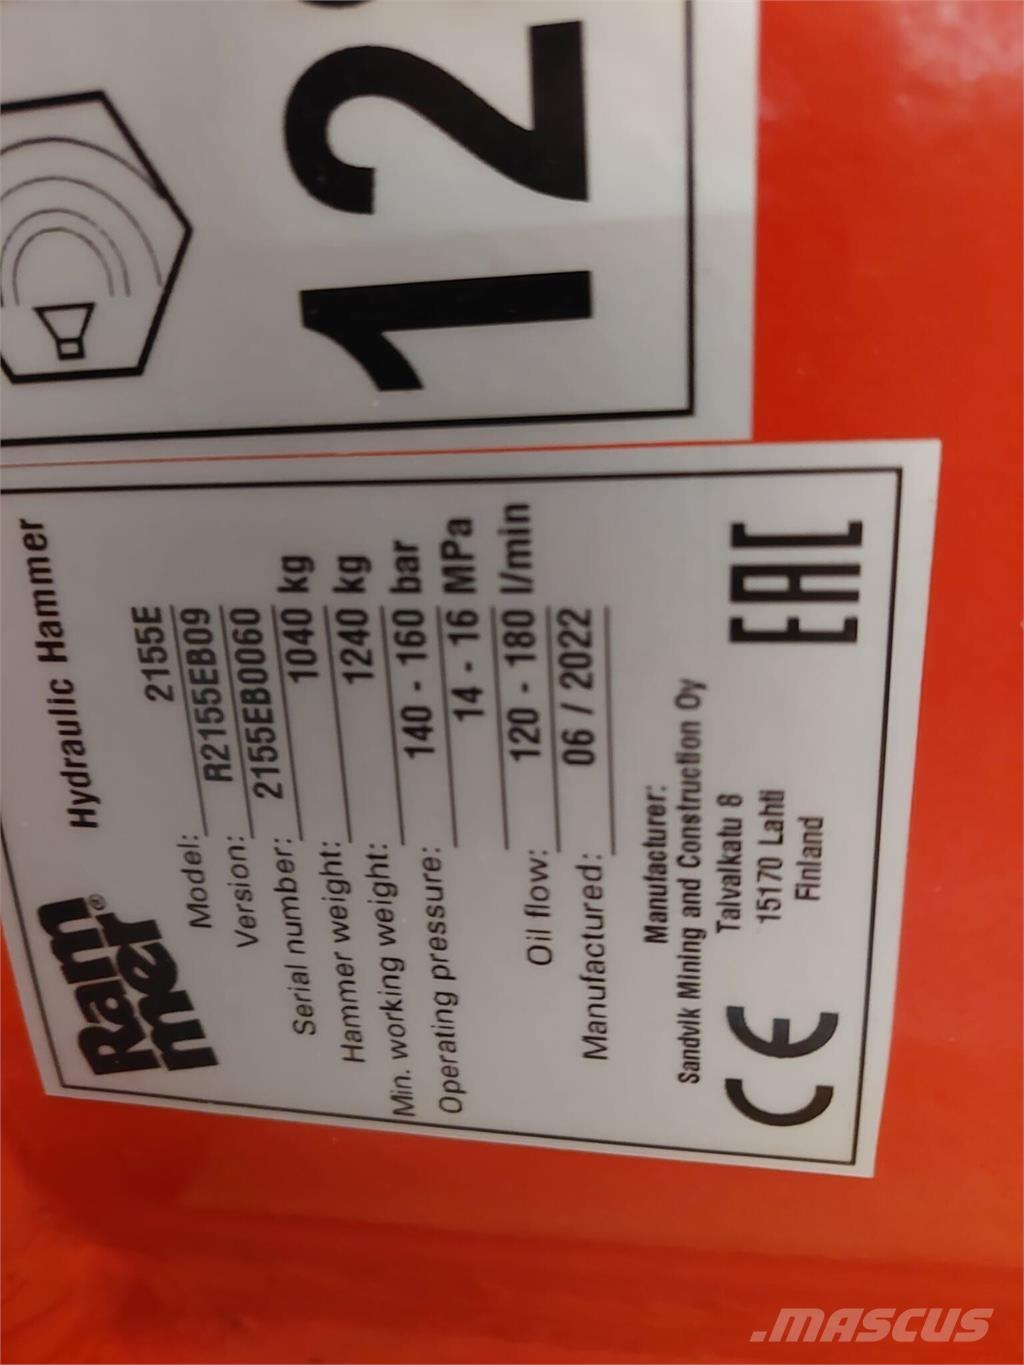 12
Ram
mer®
Hydraulic Hammer
Model: 2155E
Version: R2155EB09
Serial number: 2155EB0060
Hammer weight: 1040 kg
Min. working weight: 1240 kg
Operating pressure: 140 - 160 bar
14 - 16 MPa
Oil flow: 120 - 180 l/min
Manufactured: 06 / 2022
Manufacturer:
Sandvik Mining and Construction Oy
Talvalkatu 8
15170 Lahti
Finland
CE
EAC
.MASCUS